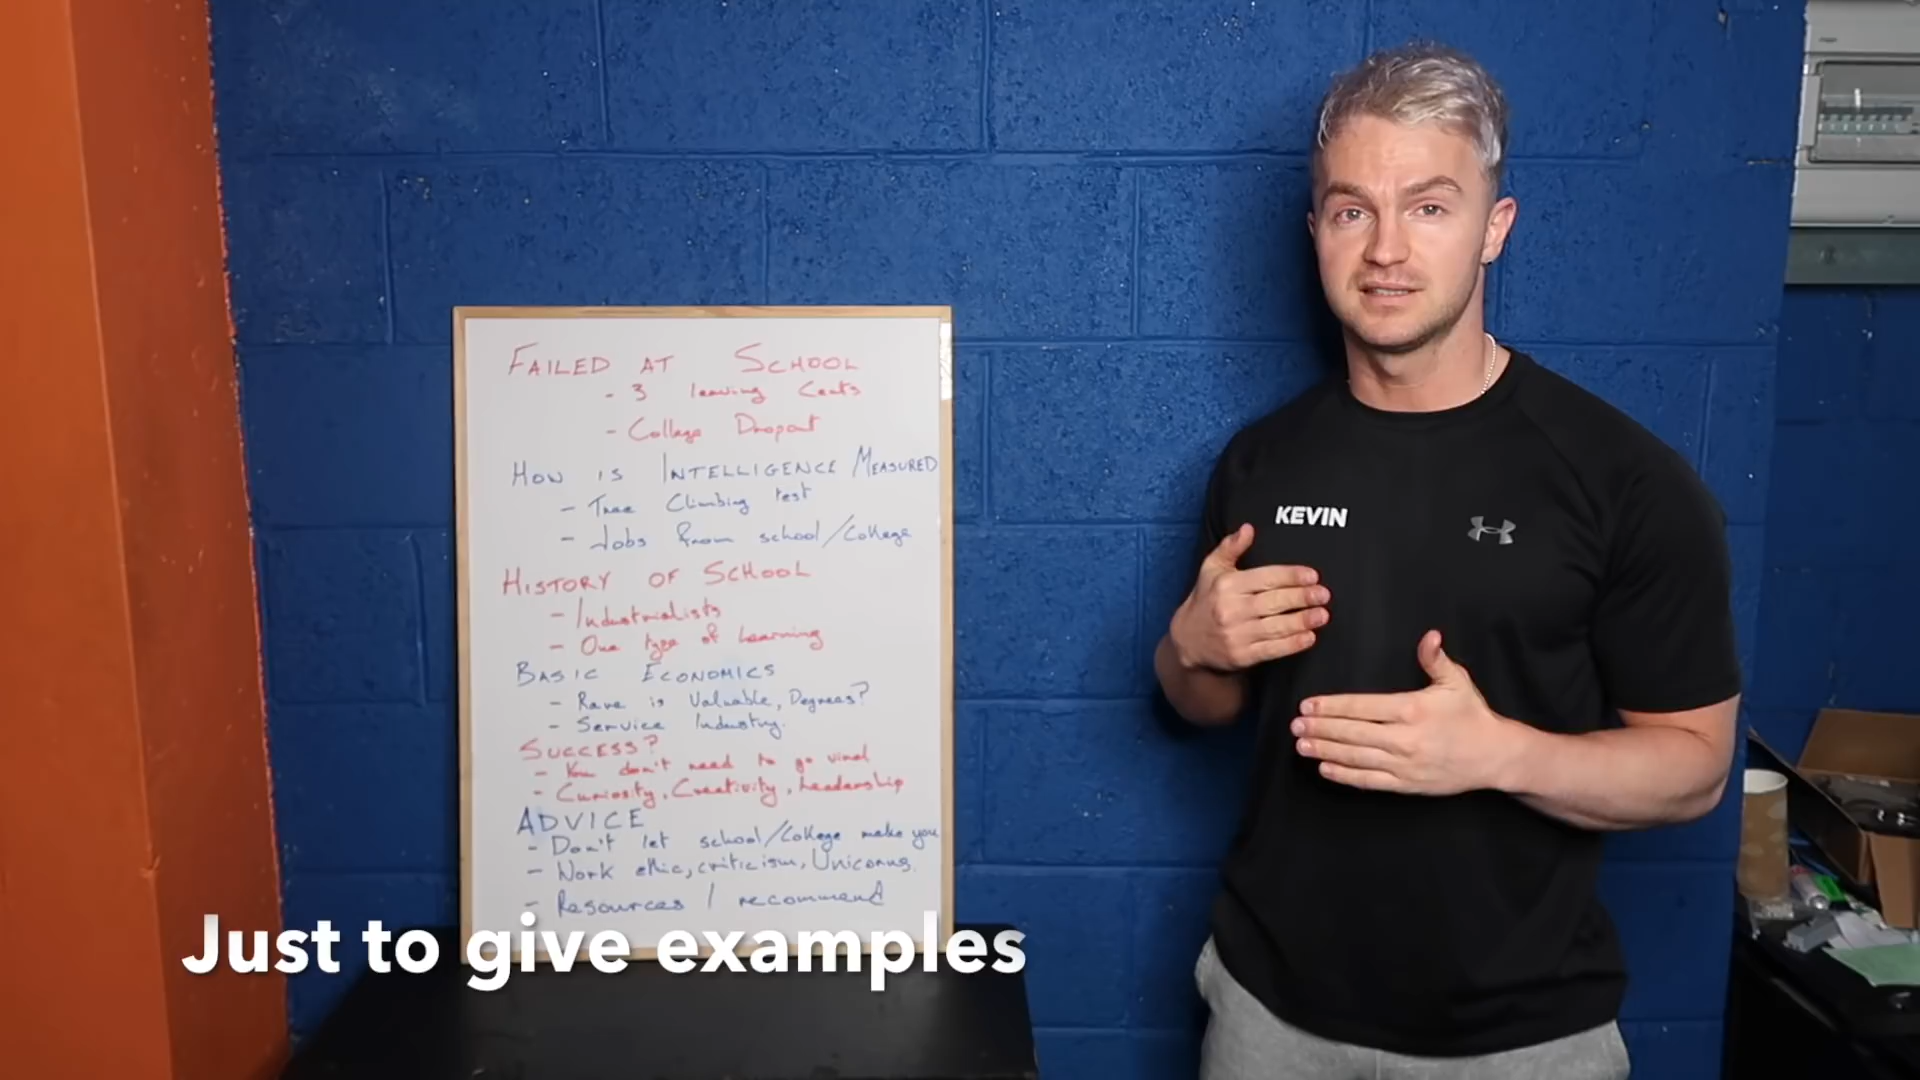 FAILED AT SCHOOL
- 3 leaving Certs
- College Dropout
HOW IS INTELLIGENCE MEASURED
- Tree Climbing test
- Jobs from school/College
HISTORY OF SCHOOL
- Industrialists
- One type of Learning
BASIC ECONOMICS
- Rare is Valuable, Degrees?
- Service Industry.
SUCCESS?
- You don't need to go viral
- Curiosity, Creativity, Leadership
ADVICE
- Don't let school/College make you
- Work ethic, criticism, Unicorns.
- Resources I recommend
KEVIN
Just to give examples